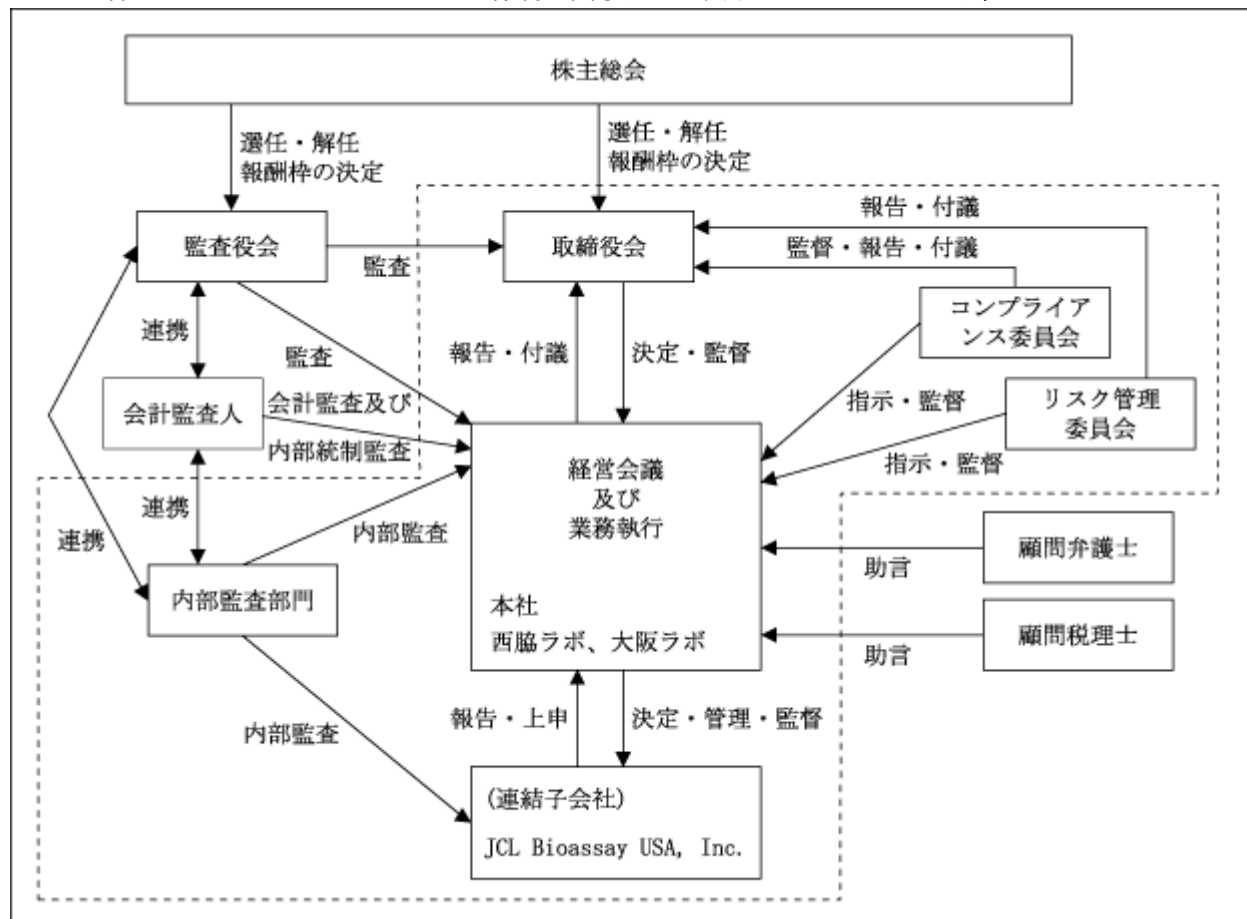 株主総会
選任・解任
報酬枠の決定
選任・解任
報酬枠の決定
報告・付議
監査役会
監査
取締役会
監督・報告・付議
コンプライア
ンス委員会
連携
監査
報告・付議
決定・監督
会計監査人
会計監査及び
内部統制監査
指示・監督
リスク管理
委員会
指示・監督
経営会議
及び
業務執行
連携
連携
内部監査
内部監査部門
助言
顧問弁護士
本社
西脇ラボ、大阪ラボ
助言
顧問税理士
内部監査
報告・上申
決定・管理・監督
(連結子会社)
JCL Bioassay USA, Inc.